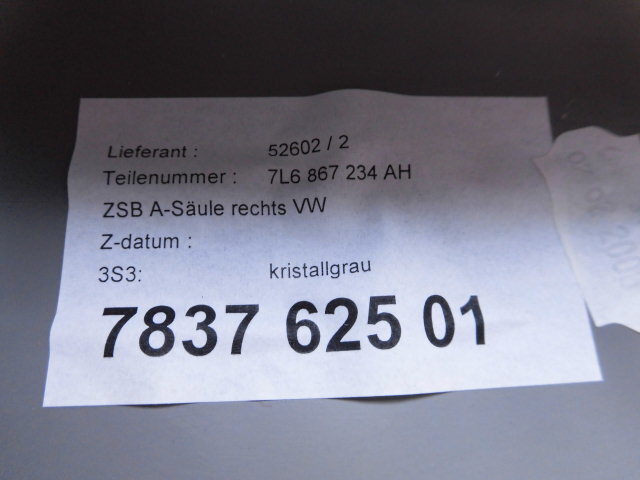 Lieferant : 52602 / 2
Teilenummer : 7L6 867 234 AH
ZSB A-Säule rechts VW
Z-datum :
3S3: kristallgrau
7837 625 01